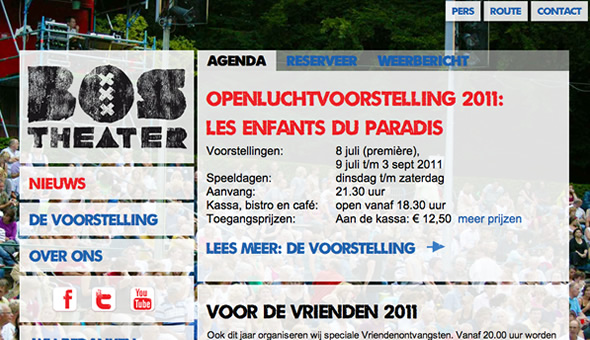 PERS ROUTE CONTACT
BOS
THEATER
NIEUWS
DE VOORSTELLING
OVER ONS
You
Tube
AGENDA RESERVEER WEERBERICHT
OPENLUCHTVOORSTELLING 2011:
LES ENFANTS DU PARADIS
Voorstellingen: 8 juli (première),
9 juli t/m 3 sept 2011
Speeldagen: dinsdag t/m zaterdag
Aanvang: 21.30 uur
Kassa, bistro en café: open vanaf 18.30 uur
Toegangsprijzen: Aan de kassa: € 12,50 meer prijzen
LEES MEER: DE VOORSTELLING
VOOR DE VRIENDEN 2011
Ook dit jaar organiseren wij speciale Vriendenontvangsten. Vanaf 20.00 uur worden